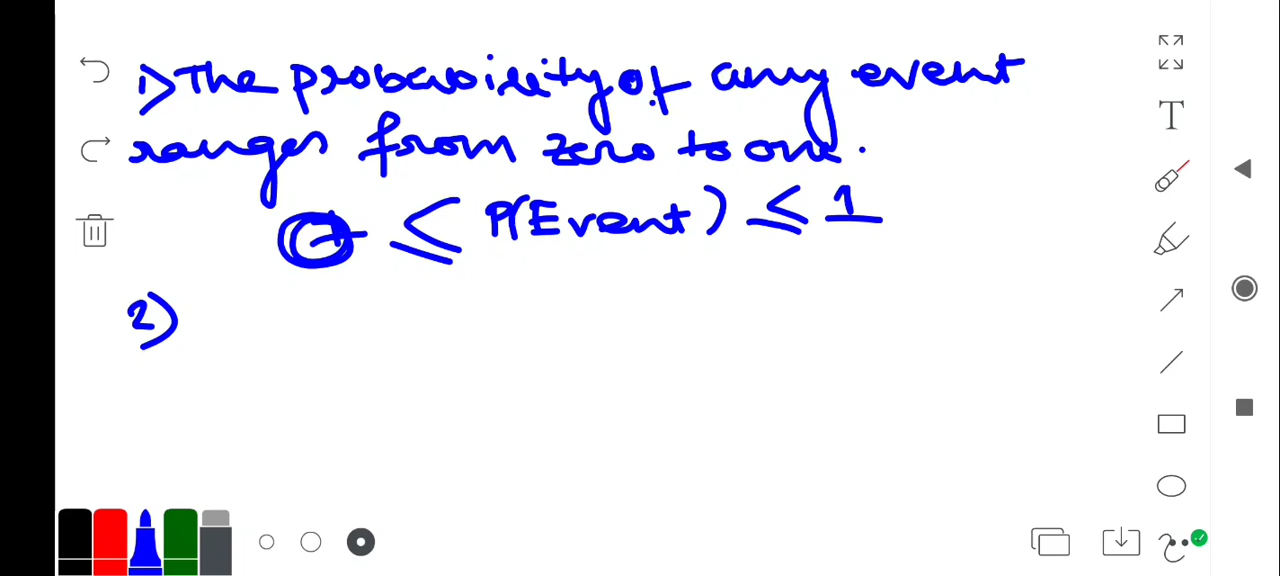 1) The probability of any event
ranges from zero to one.
0 ≤ P(Event) ≤ 1
2)
T